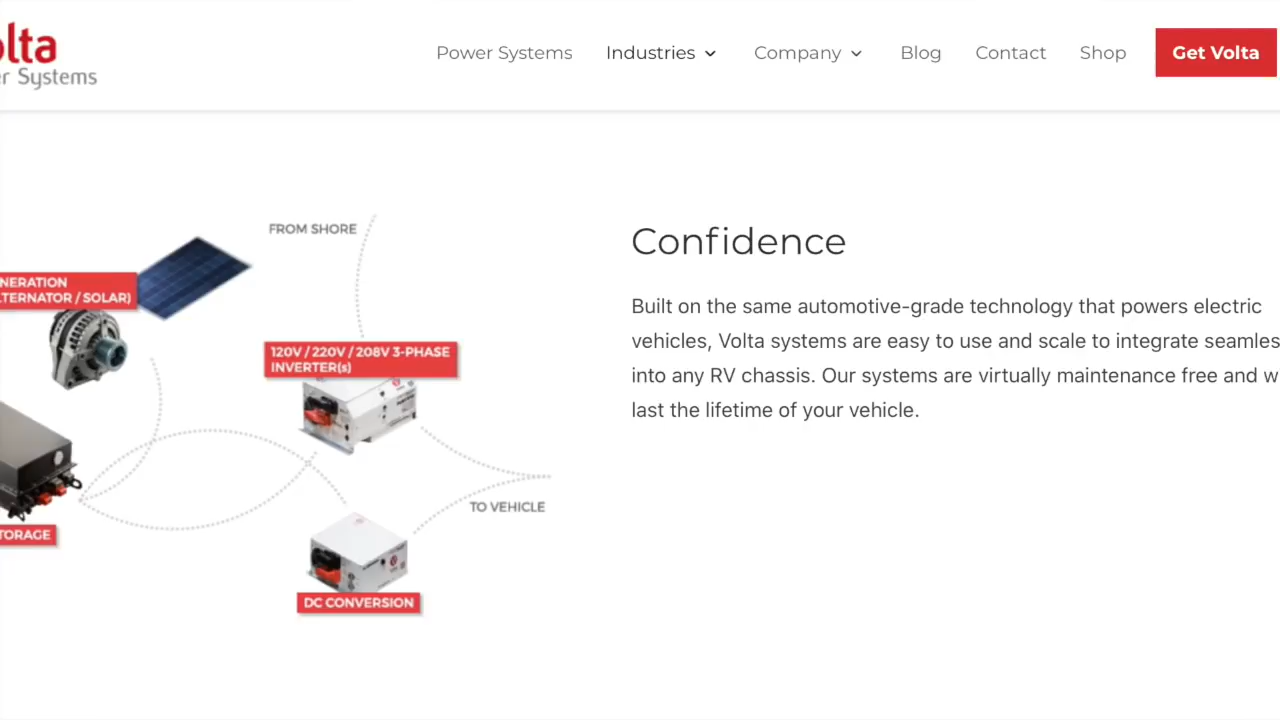 olta
er Systems
Power Systems
Industries
Company
Blog
Contact
Shop
Get Volta
FROM SHORE
NERATION
LTERNATOR / SOLAR)
120V / 220V / 208V 3-PHASE
INVERTER(s)
TO VEHICLE
TORAGE
DC CONVERSION
Confidence
Built on the same automotive-grade technology that powers electric
vehicles, Volta systems are easy to use and scale to integrate seamles
into any RV chassis. Our systems are virtually maintenance free and w
last the lifetime of your vehicle.